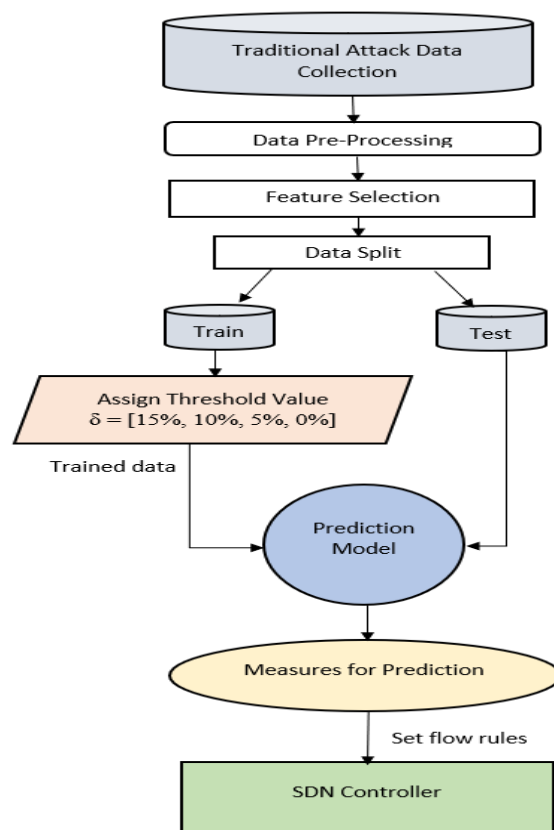 Traditional Attack Data
Collection
Data Pre-Processing
Feature Selection
Data Split
Train
Test
Assign Threshold Value
δ = [15%, 10%, 5%, 0%]
Trained data
Prediction
Model
Measures for Prediction
Set flow rules
SDN Controller